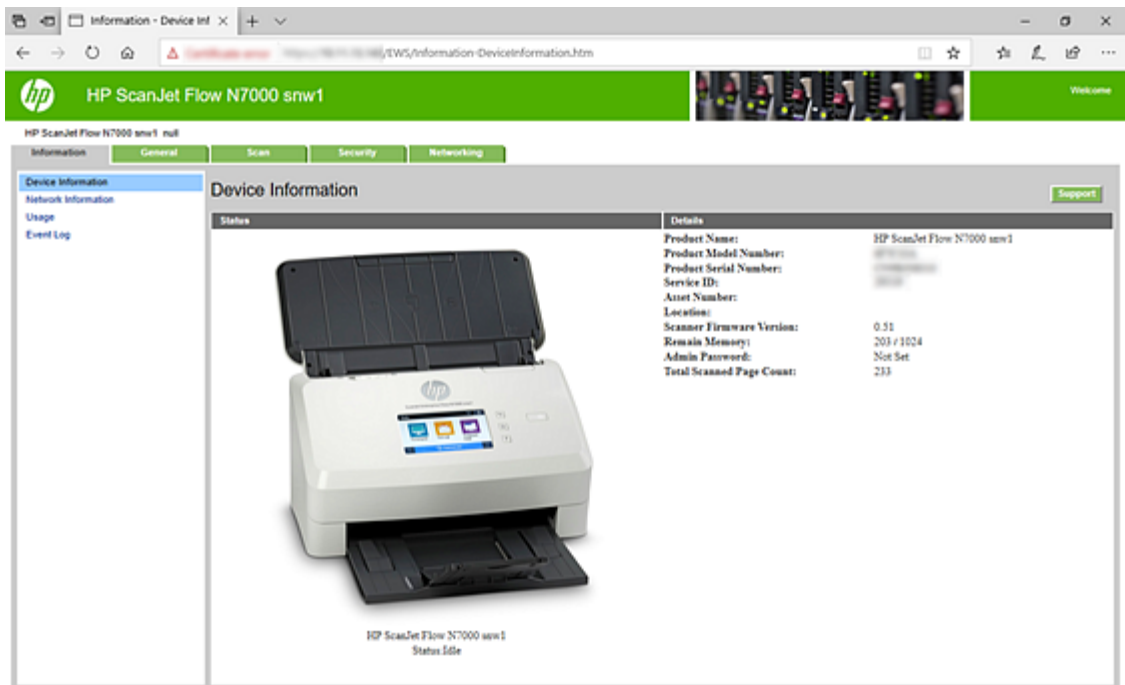 Information - Device Inf
/EWS/Information-DeviceInformation.htm
hp
HP ScanJet Flow N7000 snw1
Welcome
HP ScanJet Flow N7000 snw1 null
Information General Scan Security Networking
Device Information
Network Information
Usage
Event Log
Device Information
Support
Status
hp
HP ScanJet Flow N7000 snw1
Status:Idle
Details
Product Name: HP ScanJet Flow N7000 snw1
Product Model Number:
Product Serial Number:
Service ID:
Asset Number:
Location:
Scanner Firmware Version: 0.51
Remain Memory: 203 / 1024
Admin Password: Not Set
Total Scanned Page Count: 233